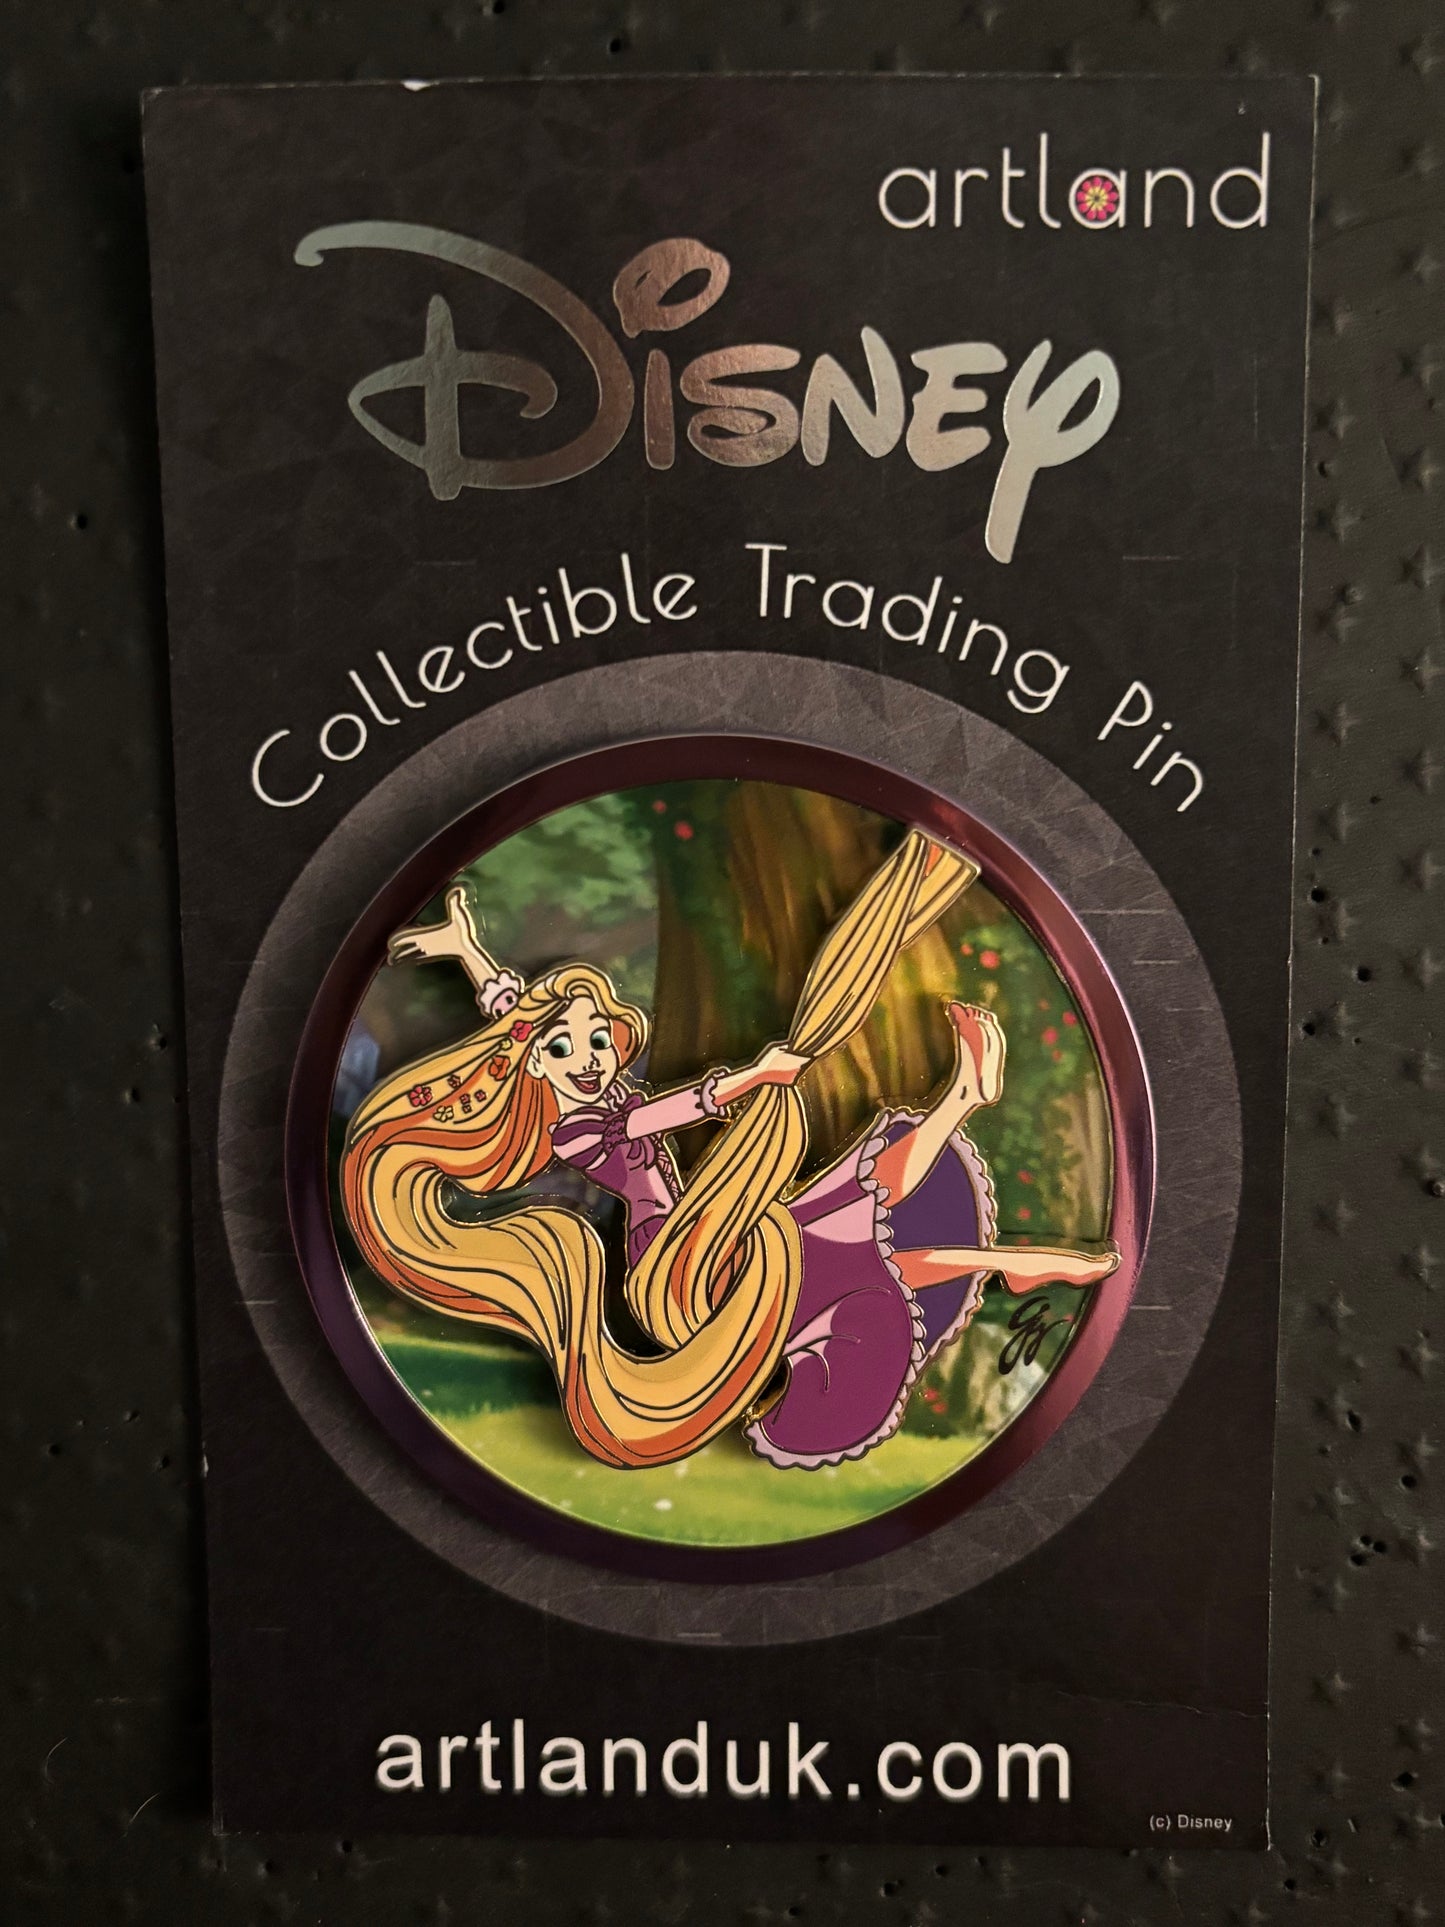 artland
Disney
Collectible Trading Pin
artlanduk.com
(c) Disney